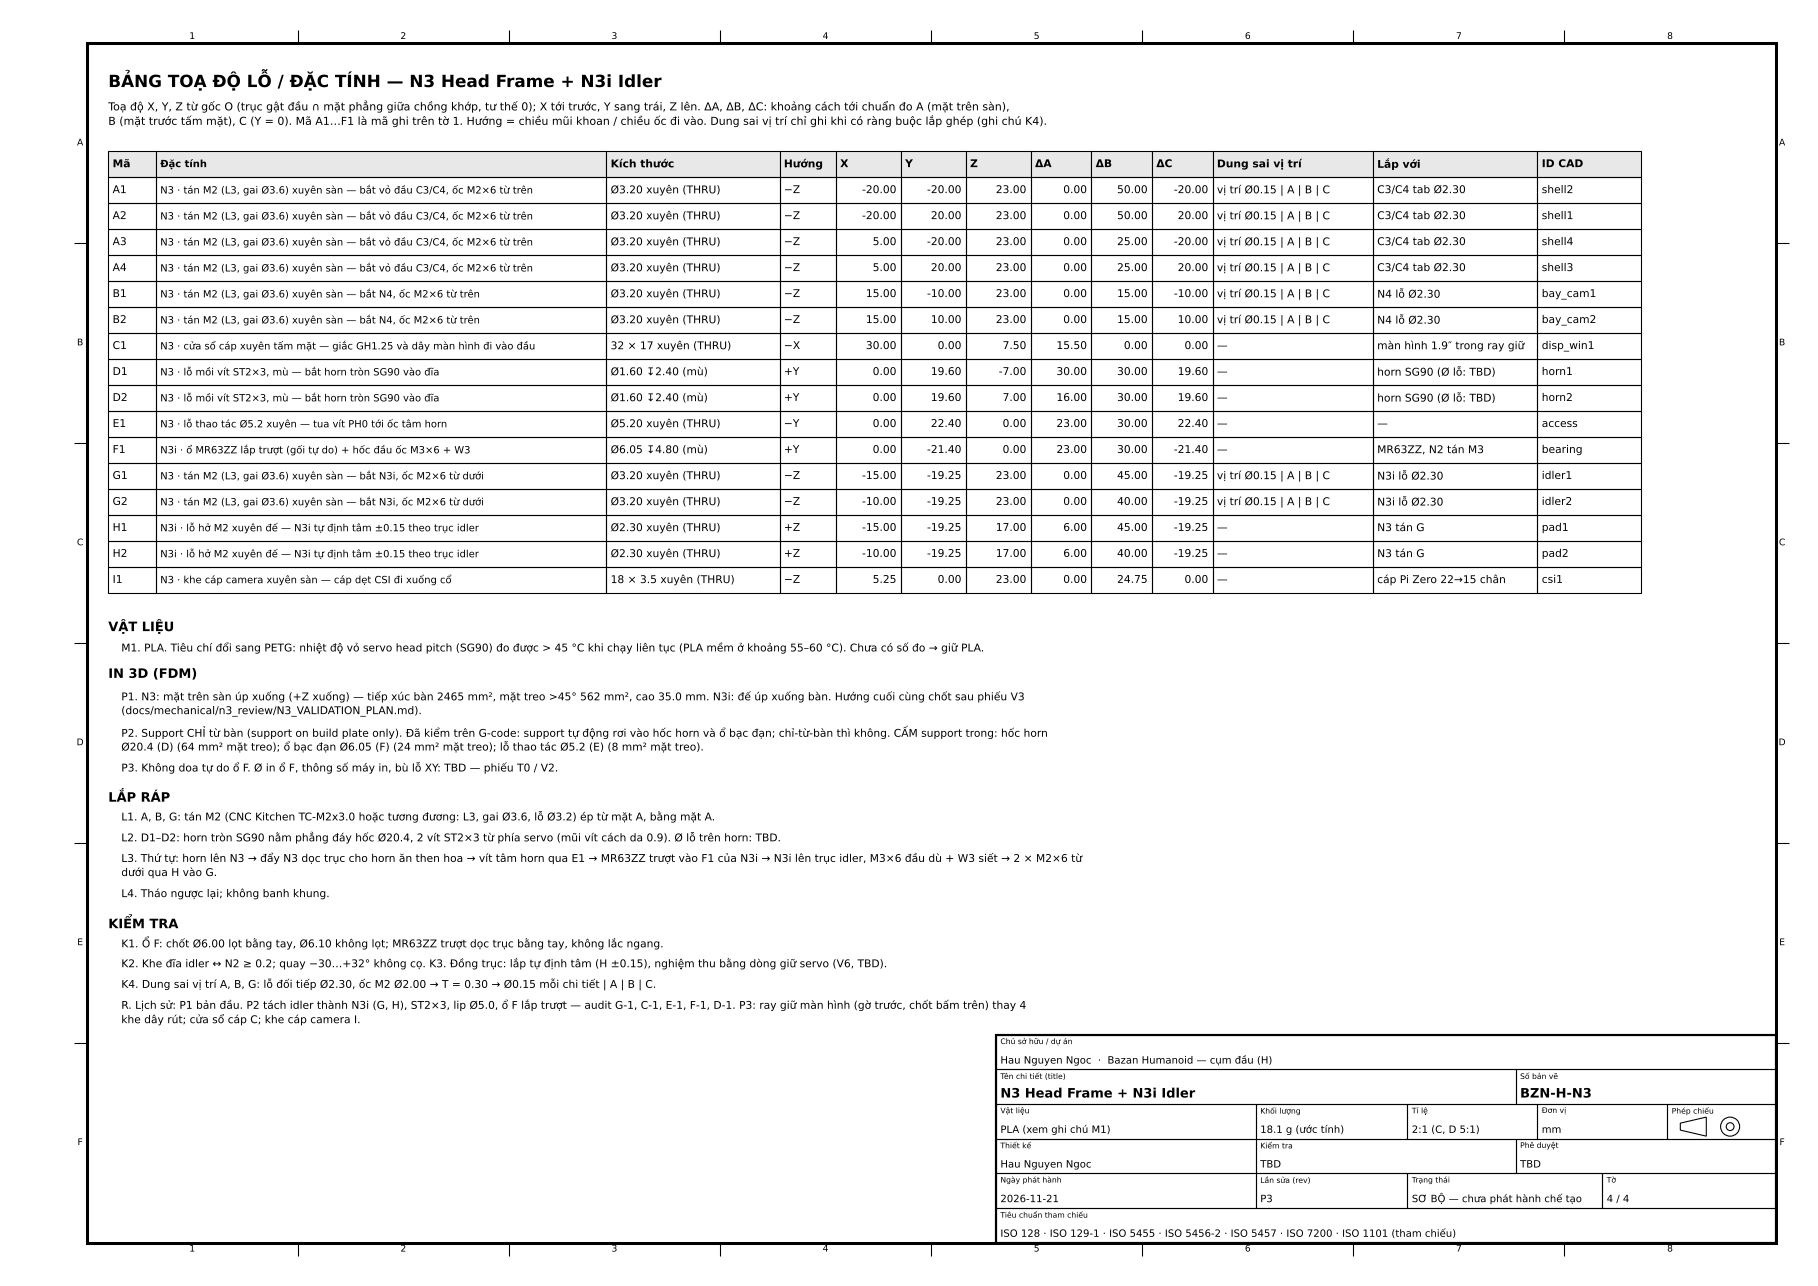 1 2 3 4 5 6 7 8
BẢNG TOẠ ĐỘ LỖ / ĐẶC TÍNH — N3 Head Frame + N3i Idler
Toạ độ X, Y, Z từ gốc O (trục gật đầu ∩ mặt phẳng giữa chồng khớp, tư thế 0); X tới trước, Y sang trái, Z lên. ΔA, ΔB, ΔC: khoảng cách tới chuẩn đo A (mặt trên sàn),
B (mặt trước tấm mặt), C (Y = 0). Mã A1…F1 là mã ghi trên tờ 1. Hướng = chiều mũi khoan / chiều ốc đi vào. Dung sai vị trí chỉ ghi khi có ràng buộc lắp ghép (ghi chú K4).
A A
Mã Đặc tính Kích thước Hướng X Y Z ΔA ΔB ΔC Dung sai vị trí Lắp với ID CAD
A1 N3 · tán M2 (L3, gai Ø3.6) xuyên sàn — bắt vỏ đầu C3/C4, ốc M2×6 từ trên Ø3.20 xuyên (THRU) −Z -20.00 -20.00 23.00 0.00 50.00 -20.00 vị trí Ø0.15 | A | B | C C3/C4 tab Ø2.30 shell2
A2 N3 · tán M2 (L3, gai Ø3.6) xuyên sàn — bắt vỏ đầu C3/C4, ốc M2×6 từ trên Ø3.20 xuyên (THRU) −Z -20.00 20.00 23.00 0.00 50.00 20.00 vị trí Ø0.15 | A | B | C C3/C4 tab Ø2.30 shell1
A3 N3 · tán M2 (L3, gai Ø3.6) xuyên sàn — bắt vỏ đầu C3/C4, ốc M2×6 từ trên Ø3.20 xuyên (THRU) −Z 5.00 -20.00 23.00 0.00 25.00 -20.00 vị trí Ø0.15 | A | B | C C3/C4 tab Ø2.30 shell4
A4 N3 · tán M2 (L3, gai Ø3.6) xuyên sàn — bắt vỏ đầu C3/C4, ốc M2×6 từ trên Ø3.20 xuyên (THRU) −Z 5.00 20.00 23.00 0.00 25.00 20.00 vị trí Ø0.15 | A | B | C C3/C4 tab Ø2.30 shell3
B1 N3 · tán M2 (L3, gai Ø3.6) xuyên sàn — bắt N4, ốc M2×6 từ trên Ø3.20 xuyên (THRU) −Z 15.00 -10.00 23.00 0.00 15.00 -10.00 vị trí Ø0.15 | A | B | C N4 lỗ Ø2.30 bay_cam1
B2 N3 · tán M2 (L3, gai Ø3.6) xuyên sàn — bắt N4, ốc M2×6 từ trên Ø3.20 xuyên (THRU) −Z 15.00 10.00 23.00 0.00 15.00 10.00 vị trí Ø0.15 | A | B | C N4 lỗ Ø2.30 bay_cam2
B B
C1 N3 · cửa sổ cáp xuyên tấm mặt — giắc GH1.25 và dây màn hình đi vào đầu 32 × 17 xuyên (THRU) −X 30.00 0.00 7.50 15.50 0.00 0.00 — màn hình 1.9″ trong ray giữ disp_win1
D1 N3 · lỗ mồi vít ST2×3, mù — bắt horn tròn SG90 vào đĩa Ø1.60 ↧2.40 (mù) +Y 0.00 19.60 -7.00 30.00 30.00 19.60 — horn SG90 (Ø lỗ: TBD) horn1
D2 N3 · lỗ mồi vít ST2×3, mù — bắt horn tròn SG90 vào đĩa Ø1.60 ↧2.40 (mù) +Y 0.00 19.60 7.00 16.00 30.00 19.60 — horn SG90 (Ø lỗ: TBD) horn2
E1 N3 · lỗ thao tác Ø5.2 xuyên — tua vít PH0 tới ốc tâm horn Ø5.20 xuyên (THRU) −Y 0.00 22.40 0.00 23.00 30.00 22.40 — — access
F1 N3i · ổ MR63ZZ lắp trượt (gối tự do) + hốc đầu ốc M3×6 + W3 Ø6.05 ↧4.80 (mù) +Y 0.00 -21.40 0.00 23.00 30.00 -21.40 — MR63ZZ, N2 tán M3 bearing
G1 N3 · tán M2 (L3, gai Ø3.6) xuyên sàn — bắt N3i, ốc M2×6 từ dưới Ø3.20 xuyên (THRU) −Z -15.00 -19.25 23.00 0.00 45.00 -19.25 vị trí Ø0.15 | A | B | C N3i lỗ Ø2.30 idler1
G2 N3 · tán M2 (L3, gai Ø3.6) xuyên sàn — bắt N3i, ốc M2×6 từ dưới Ø3.20 xuyên (THRU) −Z -10.00 -19.25 23.00 0.00 40.00 -19.25 vị trí Ø0.15 | A | B | C N3i lỗ Ø2.30 idler2
H1 N3i · lỗ hở M2 xuyên đế — N3i tự định tâm ±0.15 theo trục idler Ø2.30 xuyên (THRU) +Z -15.00 -19.25 17.00 6.00 45.00 -19.25 — N3 tán G pad1
C C
H2 N3i · lỗ hở M2 xuyên đế — N3i tự định tâm ±0.15 theo trục idler Ø2.30 xuyên (THRU) +Z -10.00 -19.25 17.00 6.00 40.00 -19.25 — N3 tán G pad2
I1 N3 · khe cáp camera xuyên sàn — cáp dẹt CSI đi xuống cổ 18 × 3.5 xuyên (THRU) −Z 5.25 0.00 23.00 0.00 24.75 0.00 — cáp Pi Zero 22→15 chân csi1
VẬT LIỆU
M1. PLA. Tiêu chí đổi sang PETG: nhiệt độ vỏ servo head pitch (SG90) đo được > 45 °C khi chạy liên tục (PLA mềm ở khoảng 55–60 °C). Chưa có số đo → giữ PLA.
IN 3D (FDM)
P1. N3: mặt trên sàn úp xuống (+Z xuống) — tiếp xúc bàn 2465 mm², mặt treo >45° 562 mm², cao 35.0 mm. N3i: đế úp xuống bàn. Hướng cuối cùng chốt sau phiếu V3
(docs/mechanical/n3_review/N3_VALIDATION_PLAN.md).
P2. Support CHỈ từ bàn (support on build plate only). Đã kiểm trên G-code: support tự động rơi vào hốc horn và ổ bạc đạn; chỉ-từ-bàn thì không. CẤM support trong: hốc horn
D D
Ø20.4 (D) (64 mm² mặt treo); ổ bạc đạn Ø6.05 (F) (24 mm² mặt treo); lỗ thao tác Ø5.2 (E) (8 mm² mặt treo).
P3. Không doa tự do ổ F. Ø in ổ F, thông số máy in, bù lỗ XY: TBD — phiếu T0 / V2.
LẮP RÁP
L1. A, B, G: tán M2 (CNC Kitchen TC-M2x3.0 hoặc tương đương: L3, gai Ø3.6, lỗ Ø3.2) ép từ mặt A, bằng mặt A.
L2. D1–D2: horn tròn SG90 nằm phẳng đáy hốc Ø20.4, 2 vít ST2×3 từ phía servo (mũi vít cách da 0.9). Ø lỗ trên horn: TBD.
L3. Thứ tự: horn lên N3 → đẩy N3 dọc trục cho horn ăn then hoa → vít tâm horn qua E1 → MR63ZZ trượt vào F1 của N3i → N3i lên trục idler, M3×6 đầu dù + W3 siết → 2 × M2×6 từ
dưới qua H vào G.
L4. Tháo ngược lại; không banh khung.
KIỂM TRA
E E
K1. Ổ F: chốt Ø6.00 lọt bằng tay, Ø6.10 không lọt; MR63ZZ trượt dọc trục bằng tay, không lắc ngang.
K2. Khe đĩa idler ↔ N2 ≥ 0.2; quay −30…+32° không cọ. K3. Đồng trục: lắp tự định tâm (H ±0.15), nghiệm thu bằng dòng giữ servo (V6, TBD).
K4. Dung sai vị trí A, B, G: lỗ đối tiếp Ø2.30, ốc M2 Ø2.00 → T = 0.30 → Ø0.15 mỗi chi tiết | A | B | C.
R. Lịch sử: P1 bản đầu. P2 tách idler thành N3i (G, H), ST2×3, lip Ø5.0, ổ F lắp trượt — audit G-1, C-1, E-1, F-1, D-1. P3: ray giữ màn hình (gờ trước, chốt bấm trên) thay 4
khe dây rút; cửa sổ cáp C; khe cáp camera I.
Chủ sở hữu / dự án
Hau Nguyen Ngoc · Bazan Humanoid — cụm đầu (H)
Tên chi tiết (title) Số bản vẽ
N3 Head Frame + N3i Idler BZN-H-N3
Vật liệu Khối lượng Tỉ lệ Đơn vị Phép chiếu
PLA (xem ghi chú M1) 18.1 g (ước tính) 2:1 (C, D 5:1) mm
F F
Thiết kế Kiểm tra Phê duyệt
Hau Nguyen Ngoc TBD TBD
Ngày phát hành Lần sửa (rev) Trạng thái Tờ
2026-11-21 P3 SƠ BỘ — chưa phát hành chế tạo 4 / 4
Tiêu chuẩn tham chiếu
ISO 128 · ISO 129-1 · ISO 5455 · ISO 5456-2 · ISO 5457 · ISO 7200 · ISO 1101 (tham chiếu)
1 2 3 4 5 6 7 8